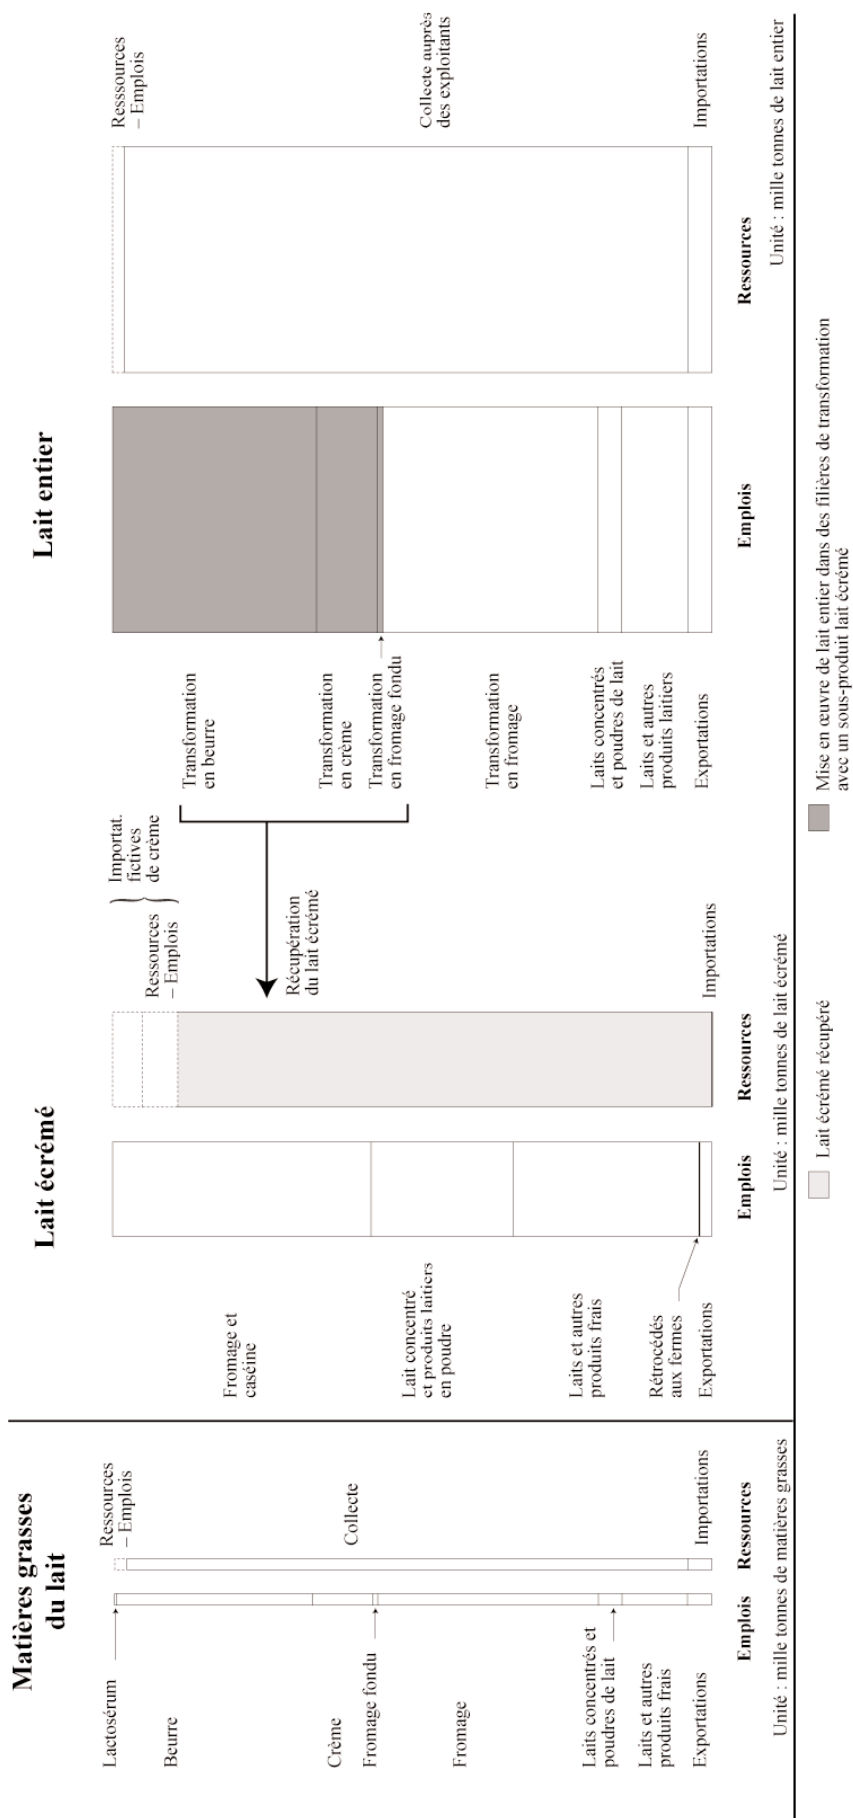 Matières grasses
du lait
Lactosérum
Beurre
Crème
Fromage fondu
Fromage
Laits concentrés et
poudres de lait
Laits et autres
produits frais
Exportations
Ressources
– Emplois
Collecte
Importations
Emplois
Ressources
Unité : mille tonnes de matières grasses
Lait écrémé
Fromage et
caséine
Lait concentré
et produits laitiers
en poudre
Laits et autres
produits frais
Rétrocédés
aux fermes
Exportations
Importat.
fictives
de crème
Ressources
– Emplois
Récupération
du lait écrémé
Importations
Emplois
Ressources
Unité : mille tonnes de lait écrémé
Lait entier
Transformation
en beurre
Transformation
en crème
Transformation
en fromage fondu
Transformation
en fromage
Laits concentrés
et poudres de lait
Laits et autres
produits laitiers
Exportations
Resssources
– Emplois
Collecte auprès
des exploitants
Importations
Emplois
Ressources
Unité : mille tonnes de lait entier
Lait écrémé récupéré
Mise en œuvre de lait entier dans des filières de transformation
avec un sous-produit lait écrémé